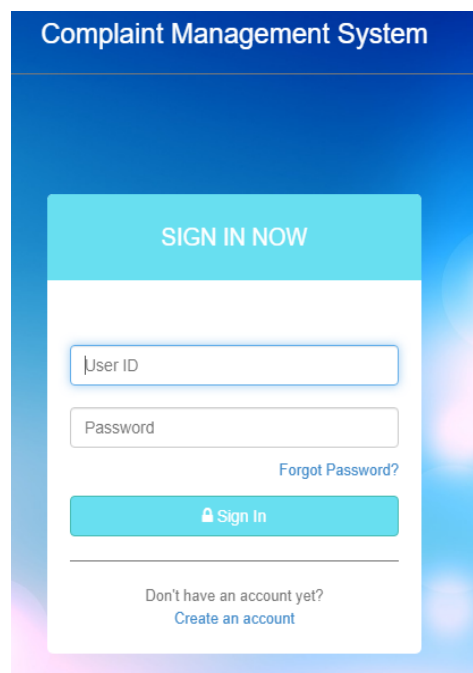 Complaint Management System
SIGN IN NOW
User ID
Password
Forgot Password?
Sign In
Don't have an account yet?
Create an account